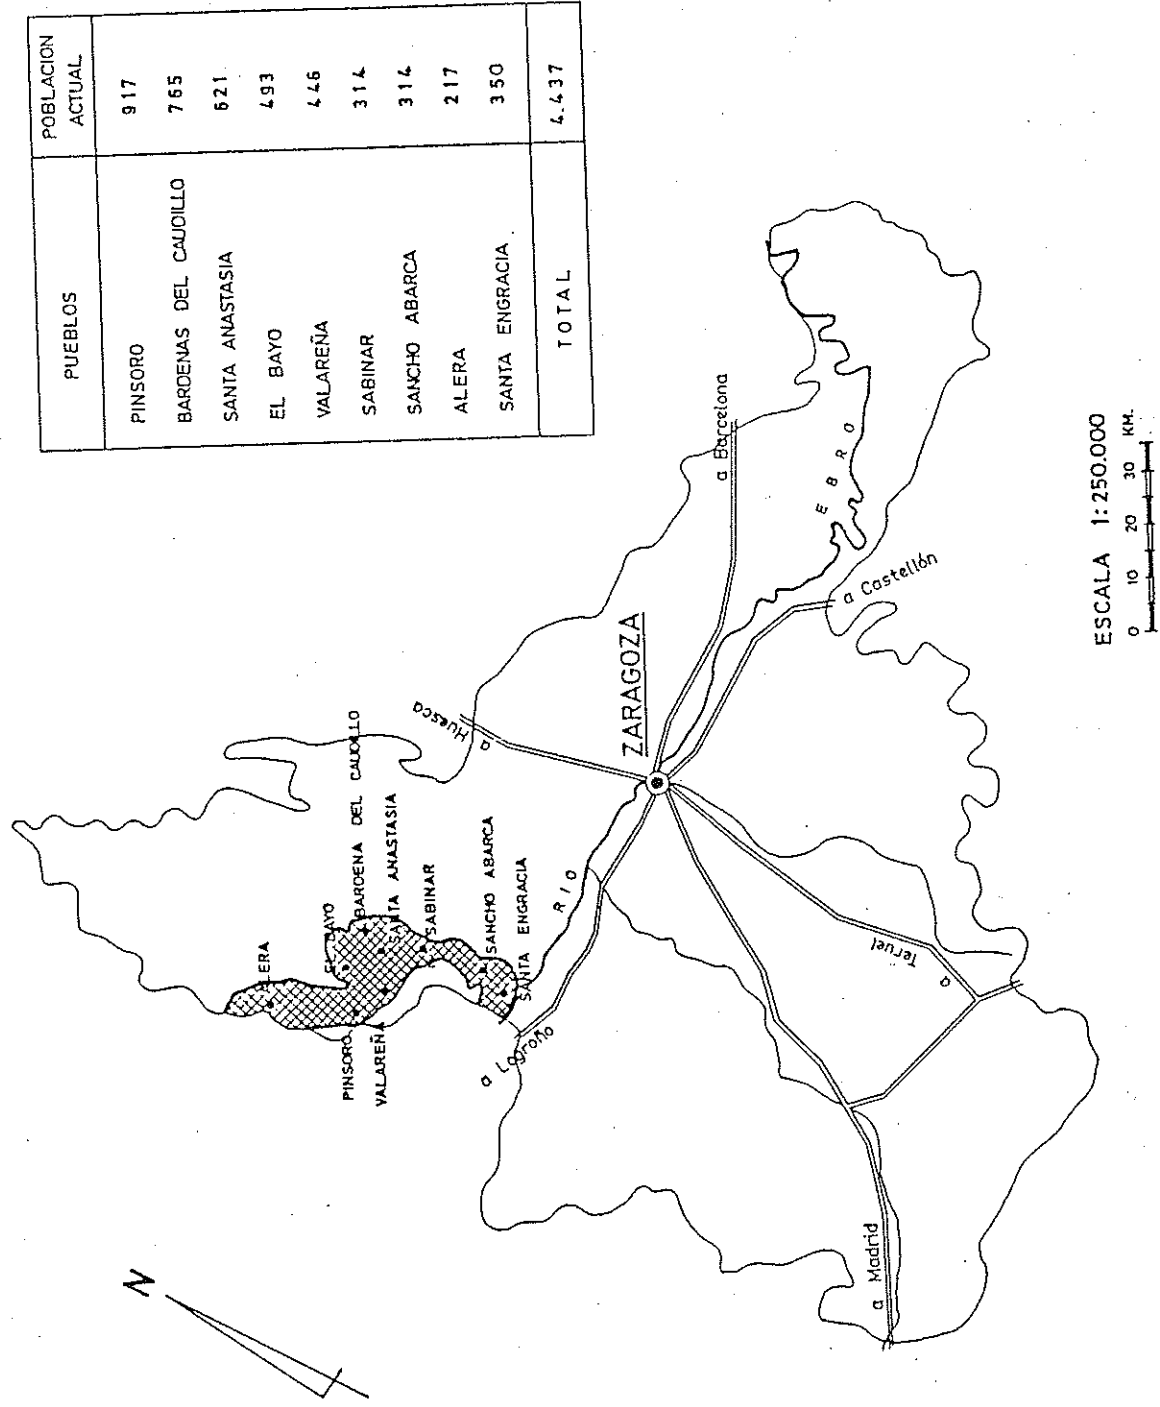 PUEBLOS POBLACION ACTUAL
PINSORO 917
BARDENAS DEL CAUDILLO 765
SANTA ANASTASIA 621
EL BAYO 493
VALAREÑA 446
SABINAR 314
SANCHO ABARCA 314
ALERA 217
SANTA ENGRACIA 350
TOTAL 4.437
N
ALERA
EL BAYO
BARDENA DEL CAUDILLO
PINSORO
VALAREÑA
SANTA ANASTASIA
SABINAR
SANCHO ABARCA
SANTA ENGRACIA
a Huesca
a Logroño
RIO
ZARAGOZA
a Barcelona
EBRO
a Castellón
a Teruel
a Madrid
ESCALA 1:250.000
0 10 20 30 KM.